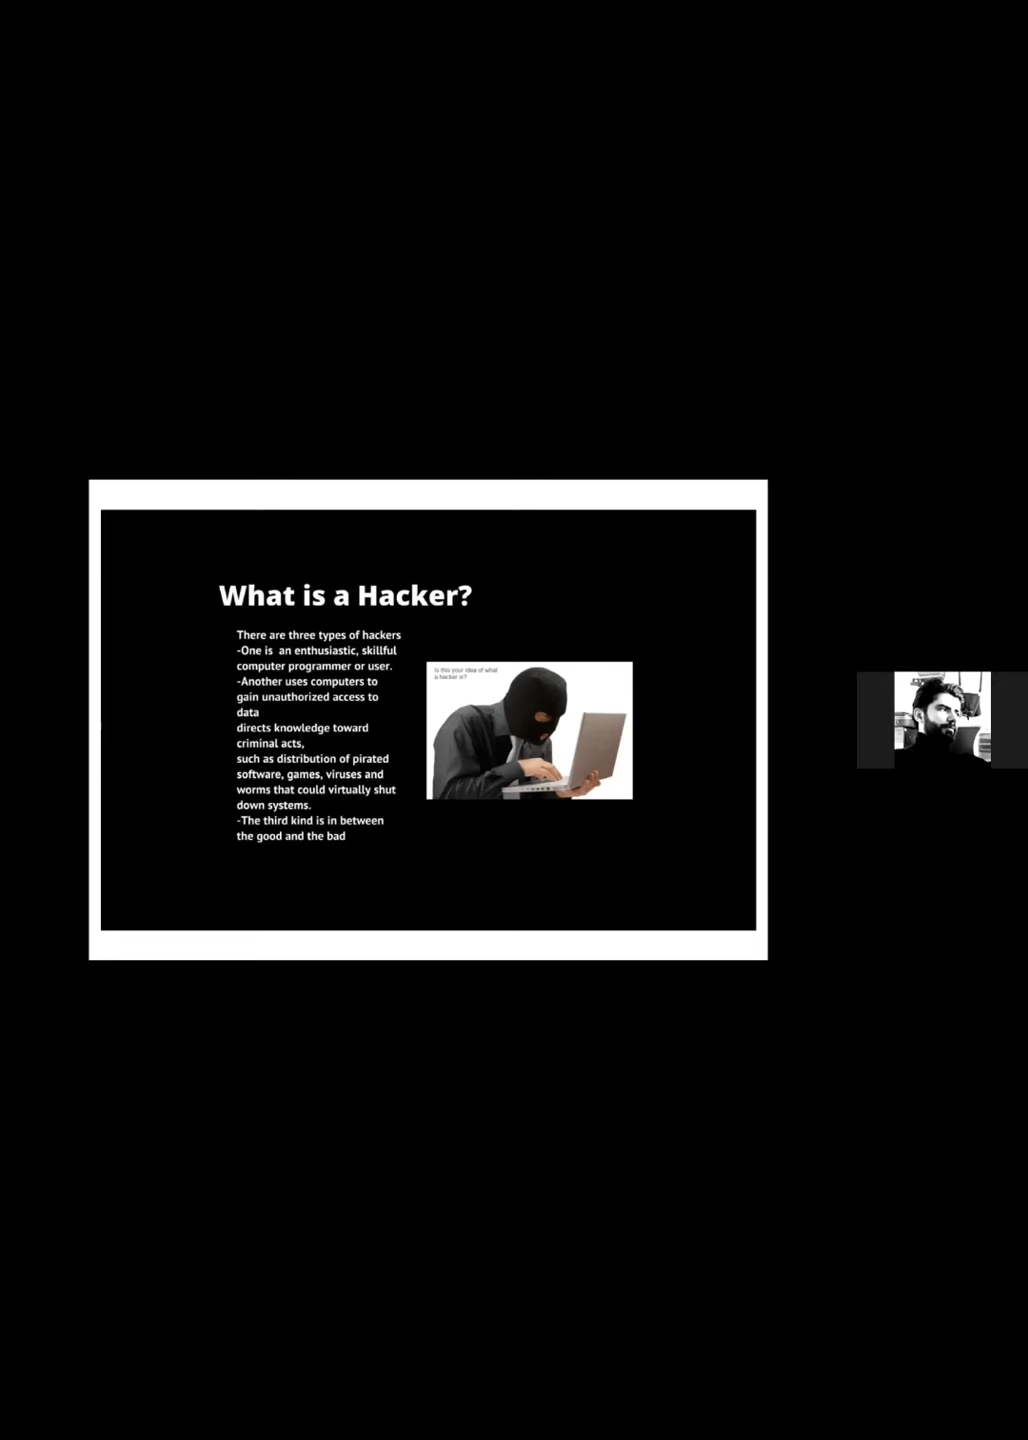 What is a Hacker?
There are three types of hackers
-One is  an enthusiastic, skillful
computer programmer or user.
-Another uses computers to
gain unauthorized access to
data
directs knowledge toward
criminal acts,
such as distribution of pirated
software, games, viruses and
worms that could virtually shut
down systems.
-The third kind is in between
the good and the bad
Is this your idea of what
a hacker is?